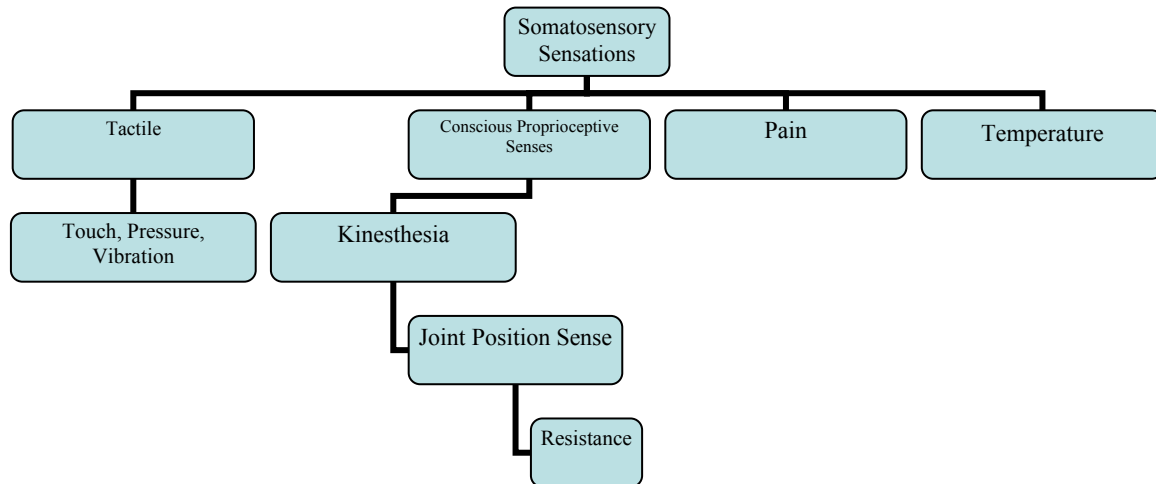 Somatosensory
Sensations
Tactile
Conscious Proprioceptive
Senses
Pain
Temperature
Touch, Pressure,
Vibration
Kinesthesia
Joint Position Sense
Resistance